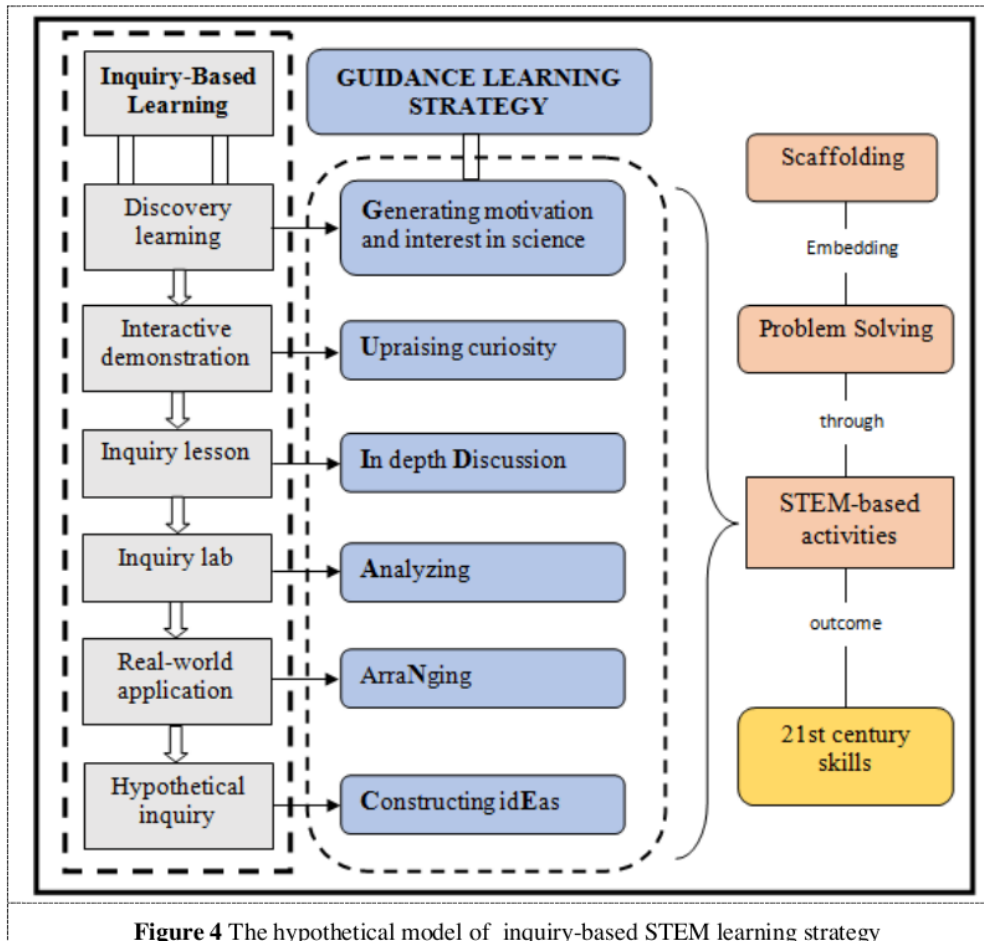 Inquiry-Based
Learning
Discovery
learning
Interactive
demonstration
Inquiry lesson
Inquiry lab
Real-world
application
Hypothetical
inquiry
GUIDANCE LEARNING
STRATEGY
Generating motivation
and interest in science
Upraising curiosity
In depth Discussion
Analyzing
ArraNging
Constructing idEas
Scaffolding
Embedding
Problem Solving
through
STEM-based
activities
outcome
21st century
skills
Figure 4 The hypothetical model of inquiry-based STEM learning strategy